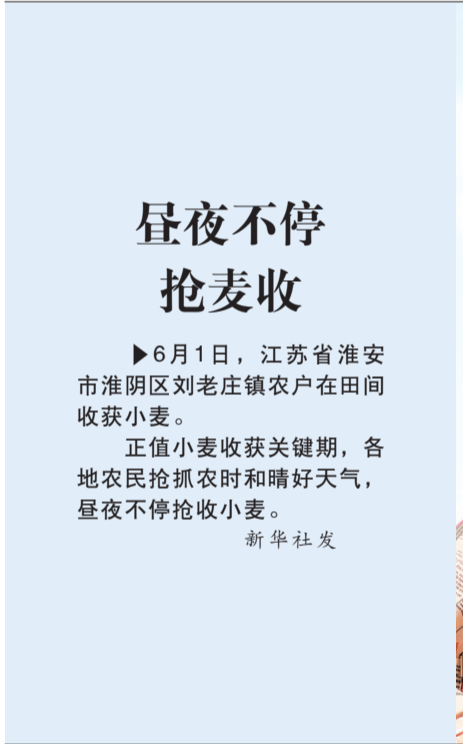 昼夜不停
抢麦收
▶6月1日，江苏省淮安
市淮阴区刘老庄镇农户在田间
收获小麦。
正值小麦收获关键期，各
地农民抢抓农时和晴好天气，
昼夜不停抢收小麦。
新华社发